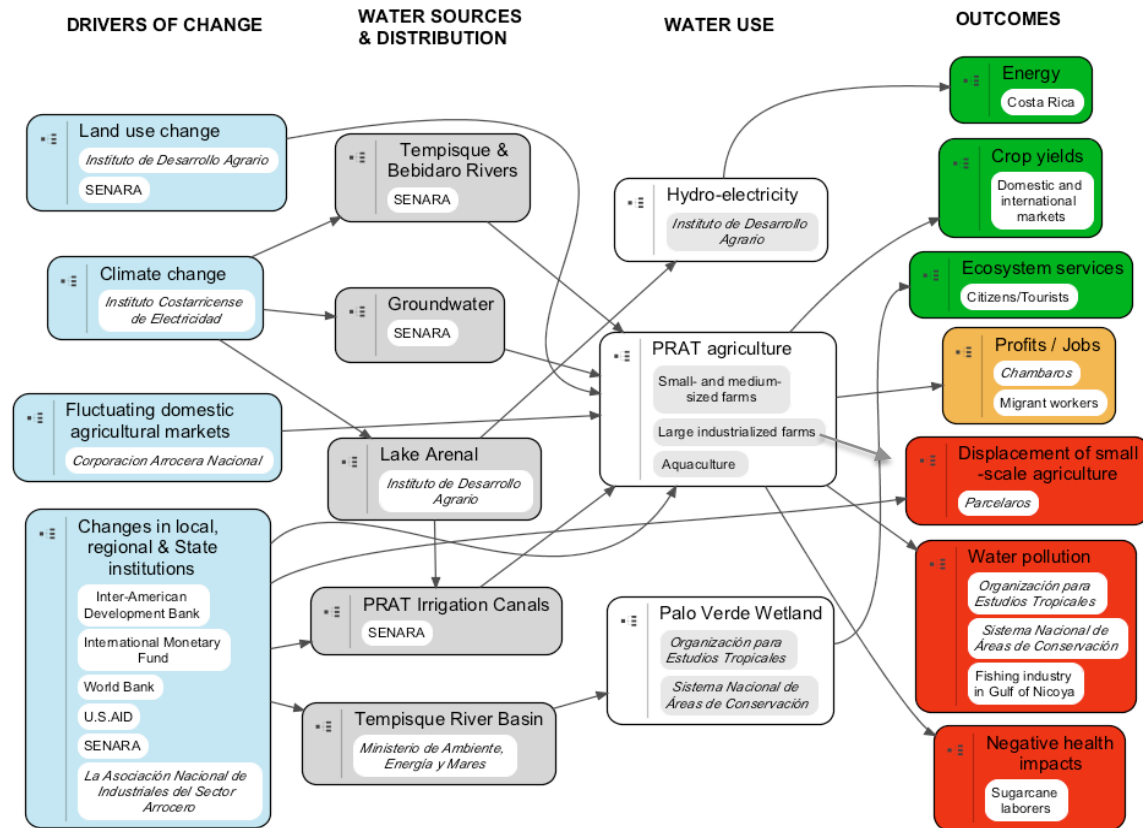 DRIVERS OF CHANGE
WATER SOURCES
& DISTRIBUTION
WATER USE
OUTCOMES
Land use change
Instituto de Desarrollo Agrario
SENARA
Climate change
Instituto Costarricense
de Electricidad
Fluctuating domestic
agricultural markets
Corporacion Arrocera Nacional
Changes in local,
regional & State
institutions
Inter-American
Development Bank
International Monetary
Fund
World Bank
U.S.AID
SENARA
La Asociación Nacional de
Industriales del Sector
Arrocero
Tempisque &
Bebidaro Rivers
SENARA
Groundwater
SENARA
Lake Arenal
Instituto de Desarrollo
Agrario
PRAT Irrigation Canals
SENARA
Tempisque River Basin
Ministerio de Ambiente,
Energía y Mares
Hydro-electricity
Instituto de Desarrollo
Agrario
PRAT agriculture
Small- and medium-
sized farms
Large industrialized farms
Aquaculture
Palo Verde Wetland
Organización para
Estudios Tropicales
Sistema Nacional de
Áreas de Conservación
Energy
Costa Rica
Crop yields
Domestic and
international
markets
Ecosystem services
Citizens/Tourists
Profits / Jobs
Chambaros
Migrant workers
Displacement of small
-scale agriculture
Parcelaros
Water pollution
Organización para
Estudios Tropicales
Sistema Nacional de
Áreas de Conservación
Fishing industry
in Gulf of Nicoya
Negative health
impacts
Sugarcane
laborers